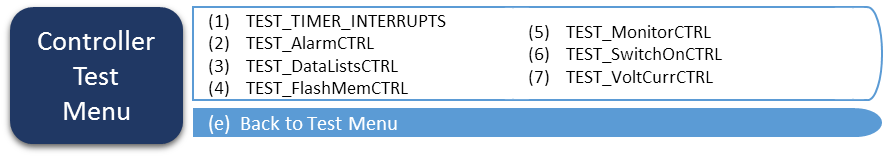 Controller
Test
Menu
(1) TEST_TIMER_INTERRUPTS
(2) TEST_AlarmCTRL
(3) TEST_DataListsCTRL
(4) TEST_FlashMemCTRL
(5) TEST_MonitorCTRL
(6) TEST_SwitchOnCTRL
(7) TEST_VoltCurrCTRL
(e) Back to Test Menu